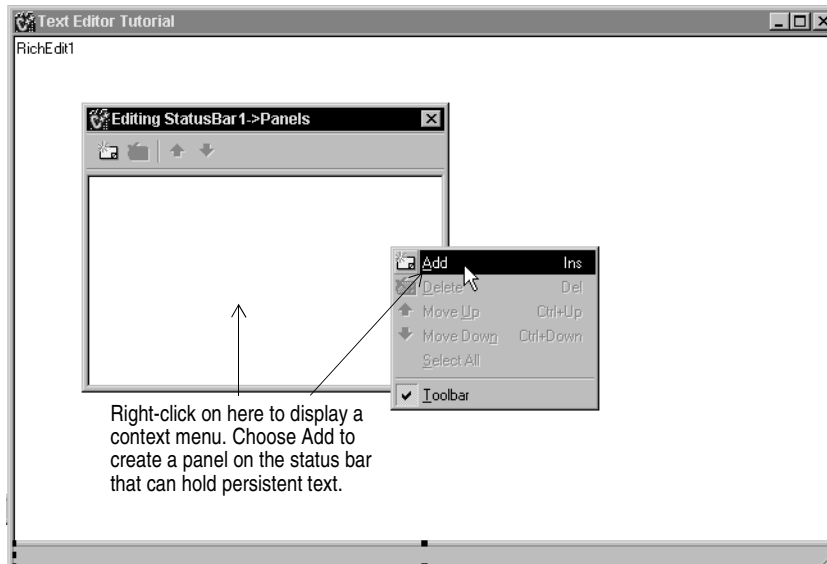 Text Editor Tutorial
RichEdit1
Editing StatusBar1->Panels
Add Ins
Delete Del
Move Up Ctrl+Up
Move Down Ctrl+Down
Select All
Toolbar
Right-click on here to display a
context menu. Choose Add to
create a panel on the status bar
that can hold persistent text.